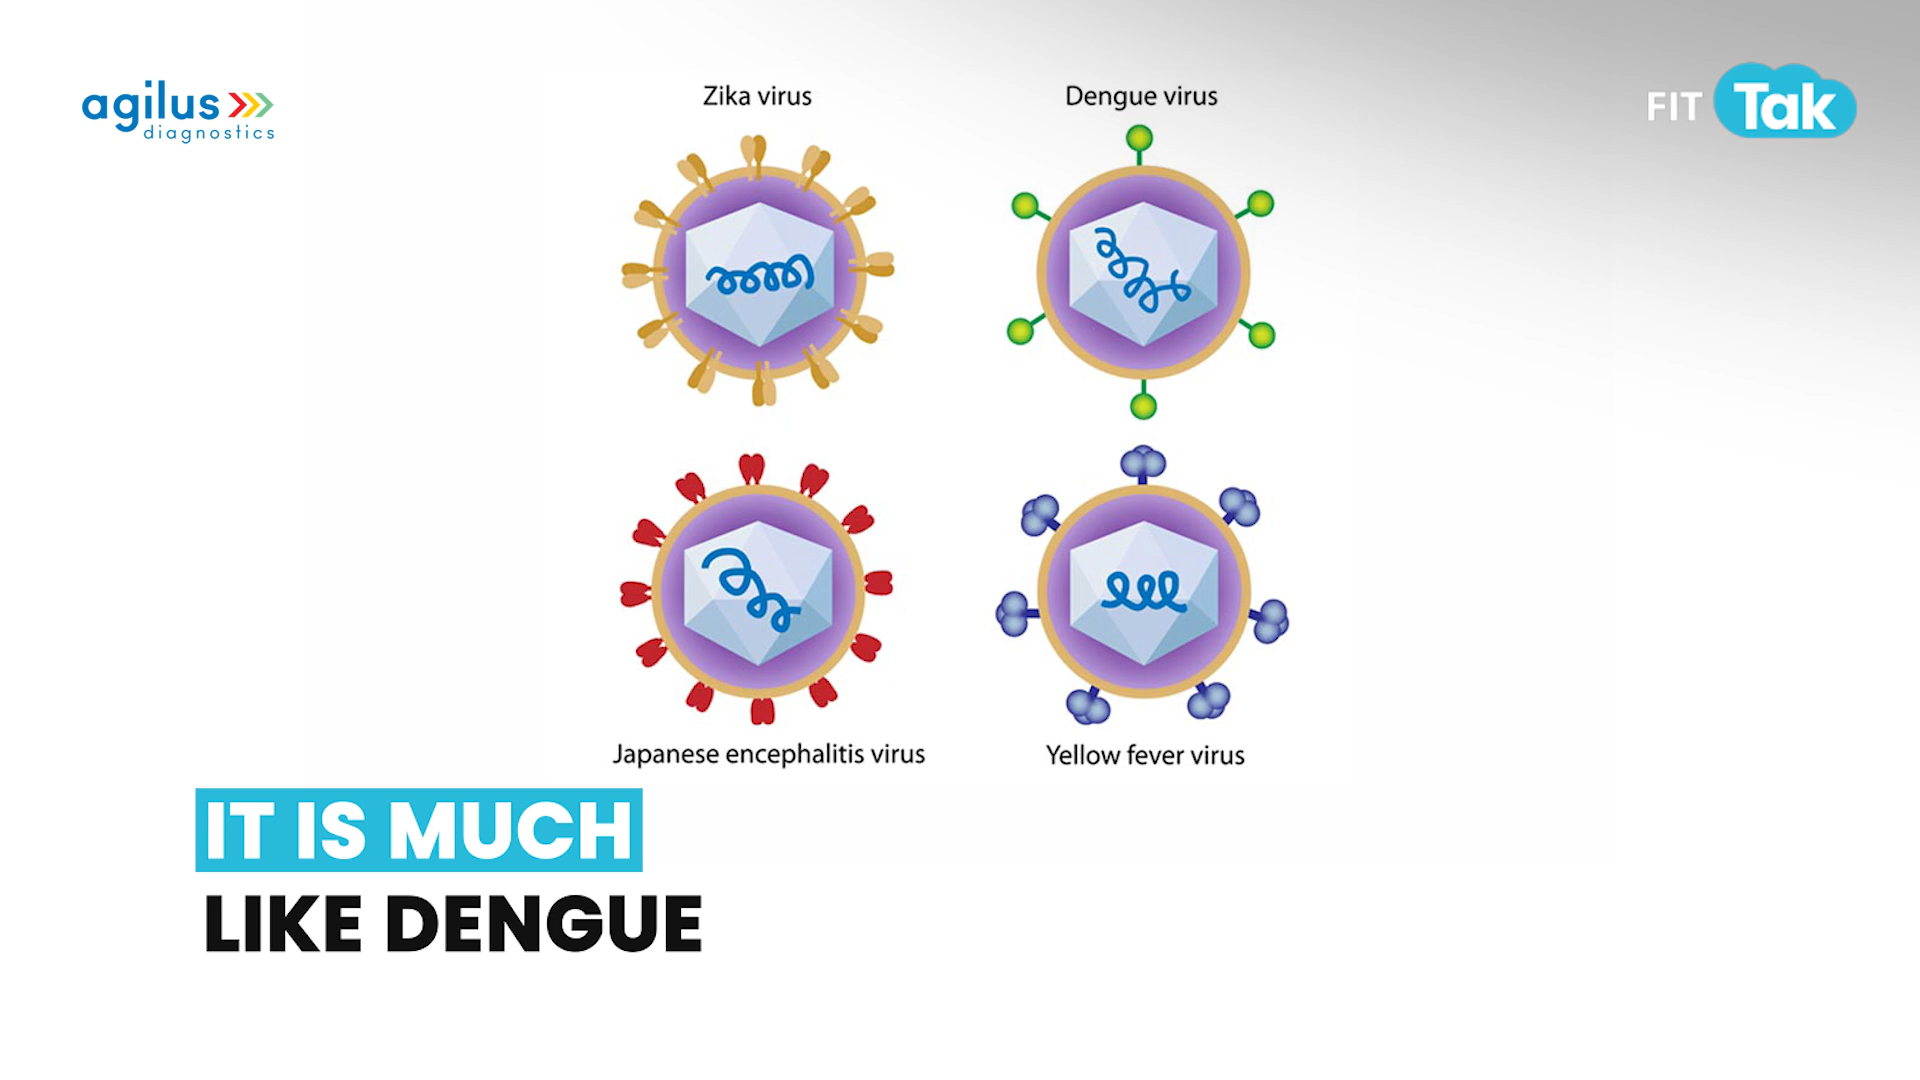 agilus
diagnostics
Zika virus
Dengue virus
FIT Tak
Japanese encephalitis virus
Yellow fever virus
IT IS MUCH
LIKE DENGUE